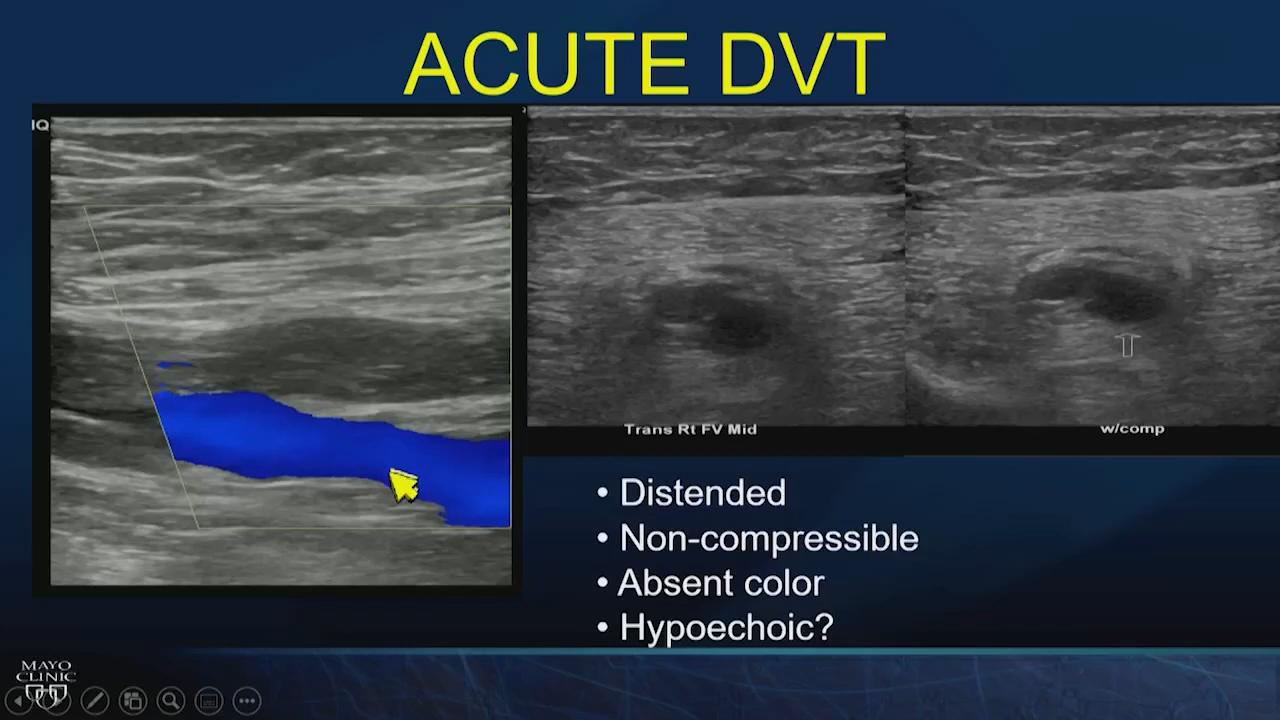 ACUTE DVT
IQ
Trans Rt FV Mid
w/comp
• Distended
• Non-compressible
• Absent color
• Hypoechoic?
MAYO
CLINIC